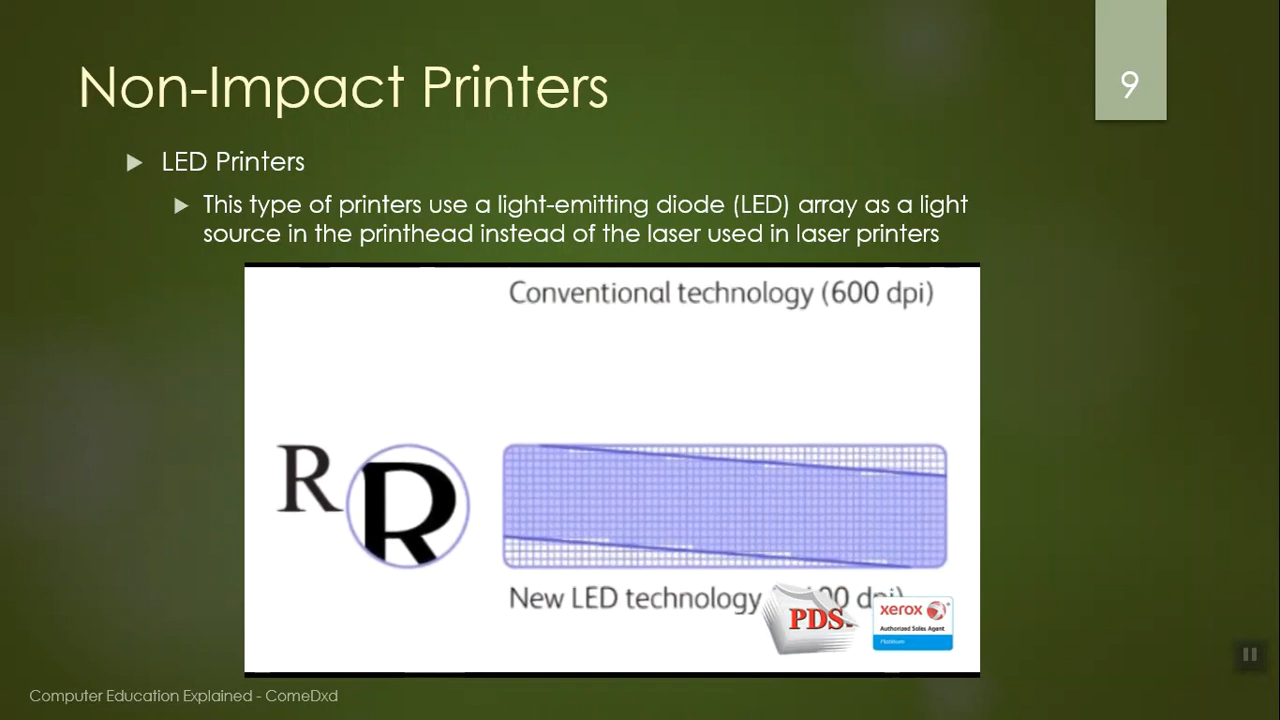 Non-Impact Printers
9
LED Printers
This type of printers use a light-emitting diode (LED) array as a light
source in the printhead instead of the laser used in laser printers
Conventional technology (600 dpi)
R R
New LED technology
PDS.
xerox
Authorized Sales Agent
Platinum
Computer Education Explained - ComeDxd